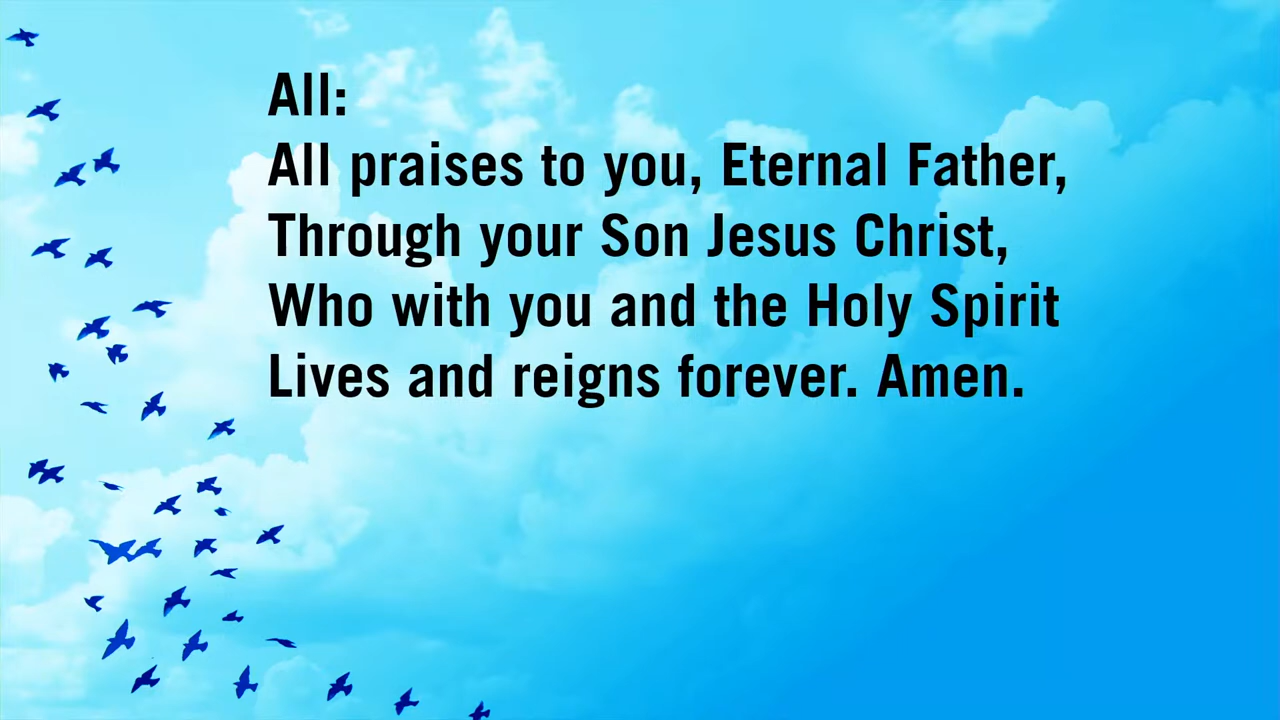 All:
All praises to you, Eternal Father,
Through your Son Jesus Christ,
Who with you and the Holy Spirit
Lives and reigns forever. Amen.